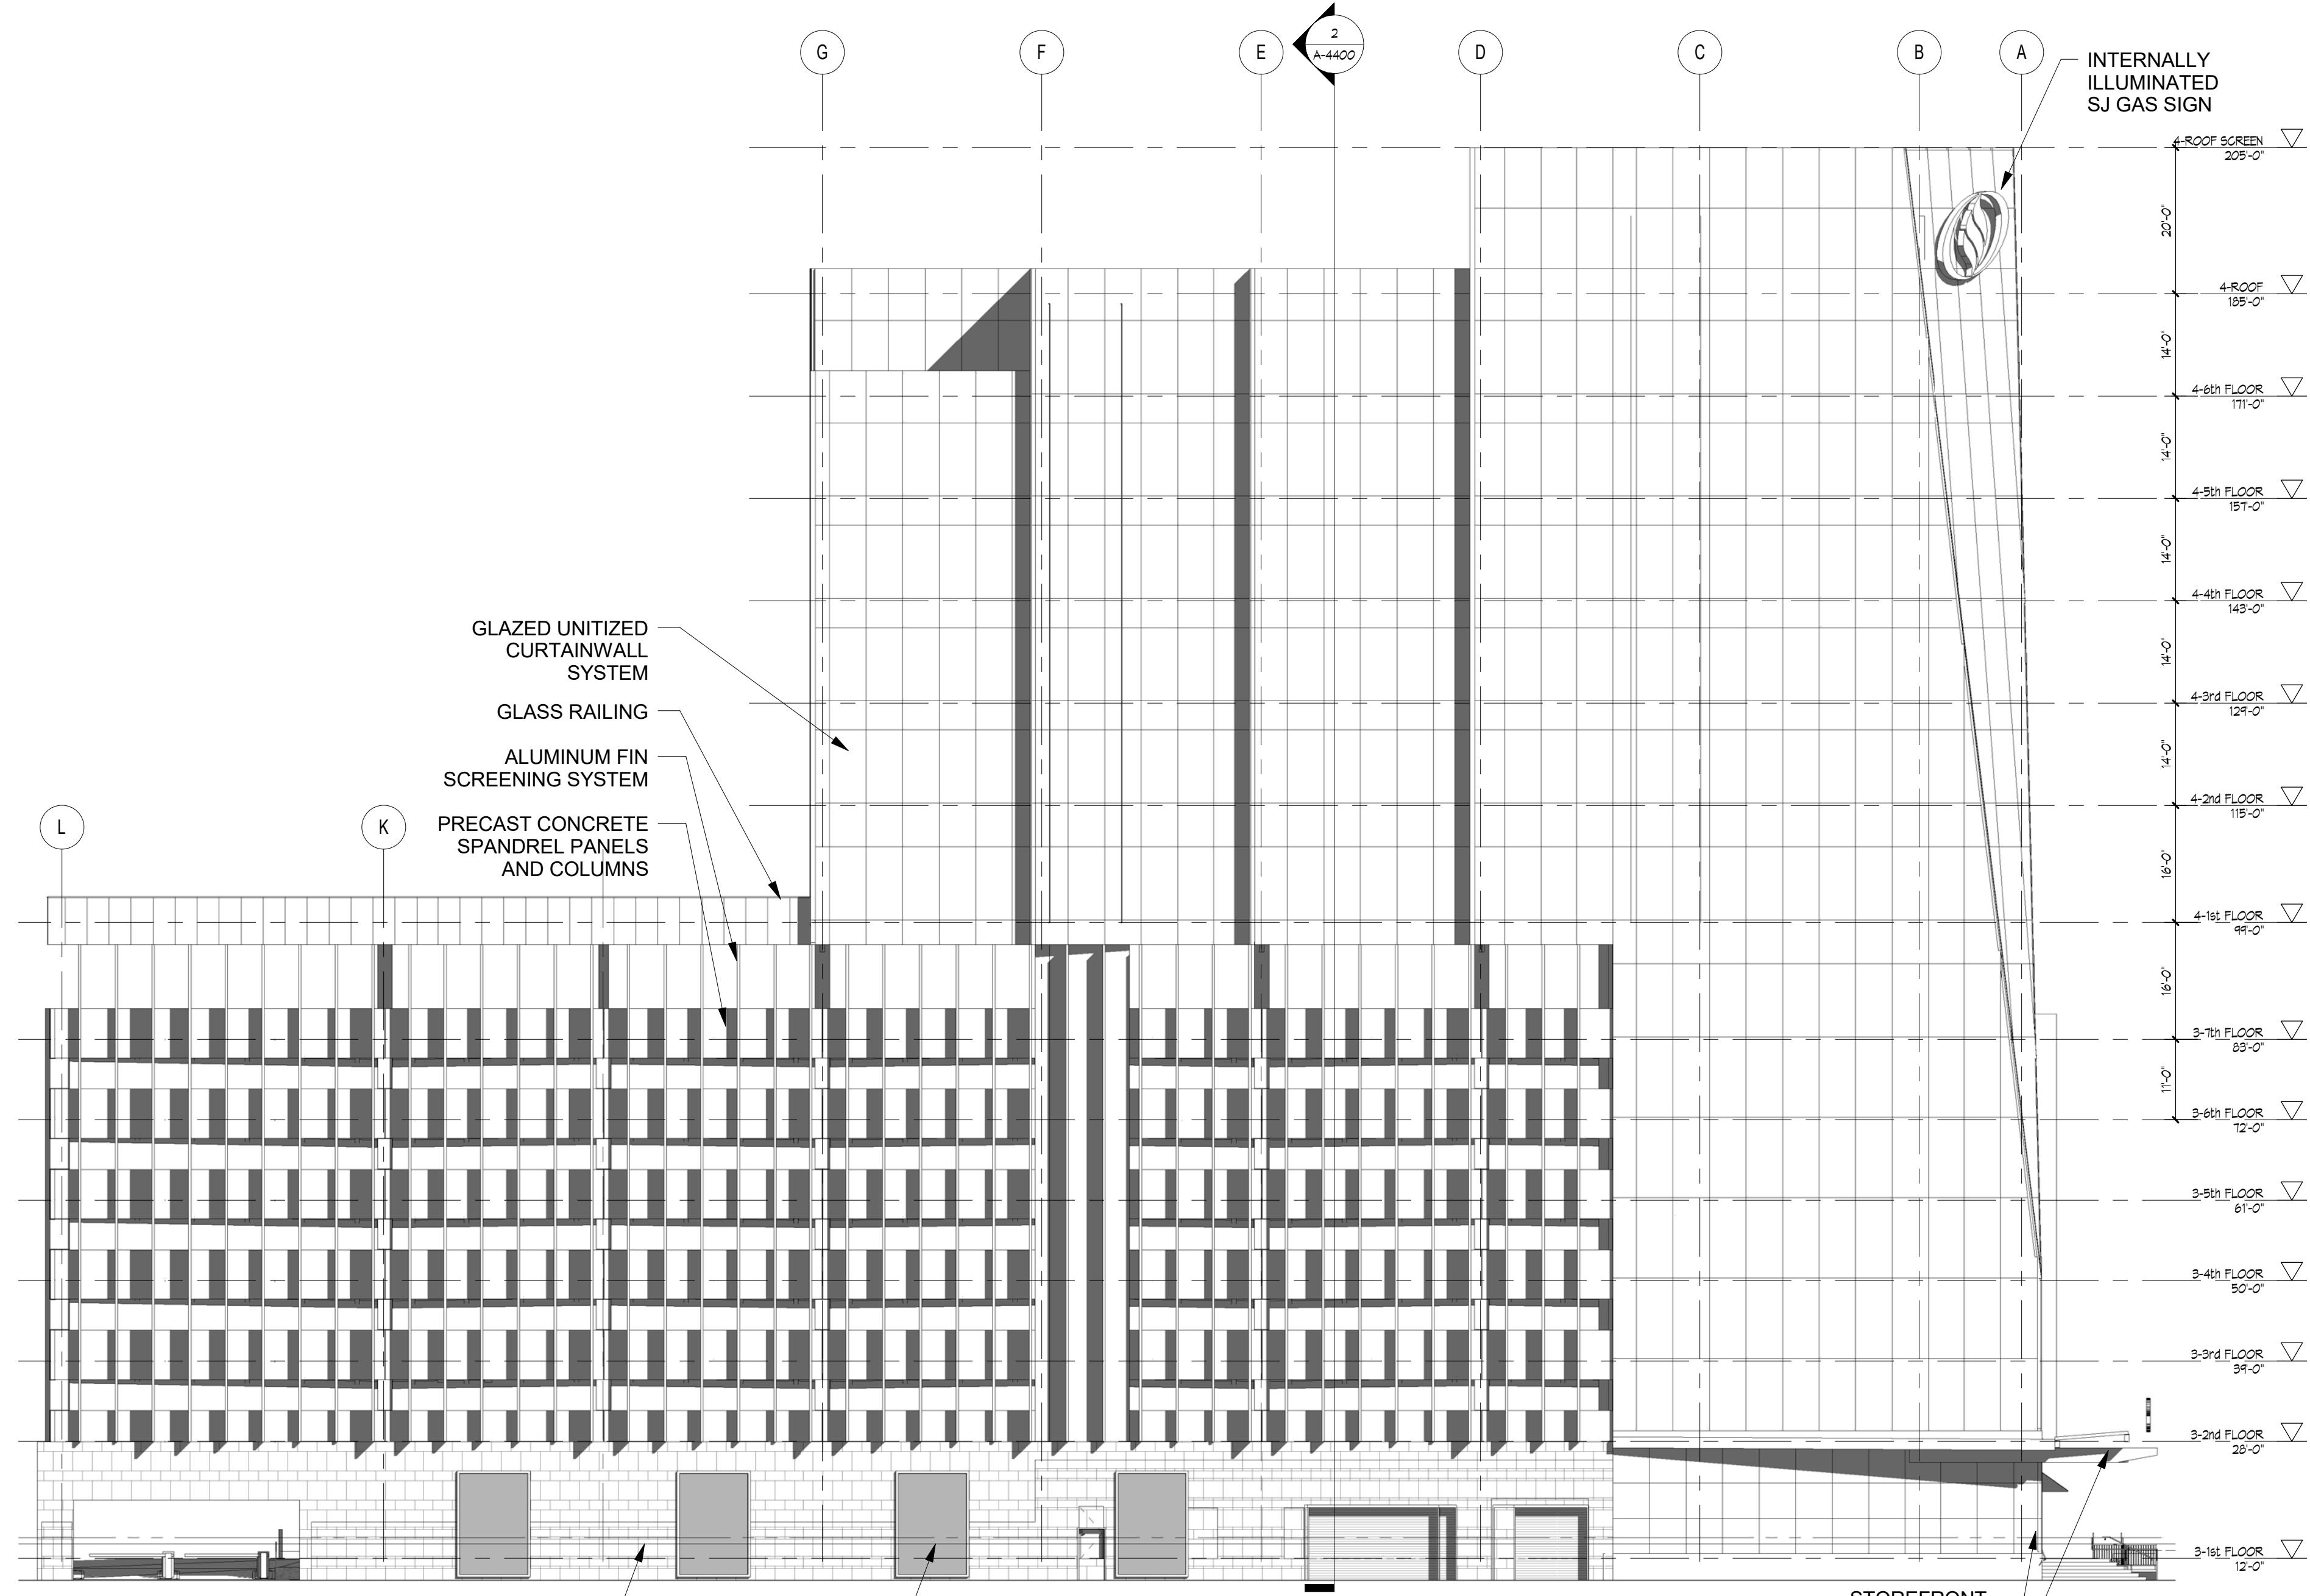 G
F
E
2
A-4400
D
C
B
A
INTERNALLY
ILLUMINATED
SJ GAS SIGN
4-ROOF SCREEN
205'-0"
20'-0"
4-ROOF
185'-0"
14'-0"
4-6th FLOOR
171'-0"
14'-0"
4-5th FLOOR
157'-0"
14'-0"
4-4th FLOOR
143'-0"
14'-0"
4-3rd FLOOR
129'-0"
14'-0"
4-2nd FLOOR
115'-0"
16'-0"
4-1st FLOOR
99'-0"
16'-0"
3-7th FLOOR
83'-0"
11'-0"
3-6th FLOOR
72'-0"
3-5th FLOOR
61'-0"
3-4th FLOOR
50'-0"
3-3rd FLOOR
39'-0"
3-2nd FLOOR
28'-0"
3-1st FLOOR
12'-0"
GLAZED UNITIZED
CURTAINWALL
SYSTEM
GLASS RAILING
ALUMINUM FIN
SCREENING SYSTEM
PRECAST CONCRETE
SPANDREL PANELS
AND COLUMNS
L
K
STOREFRONT